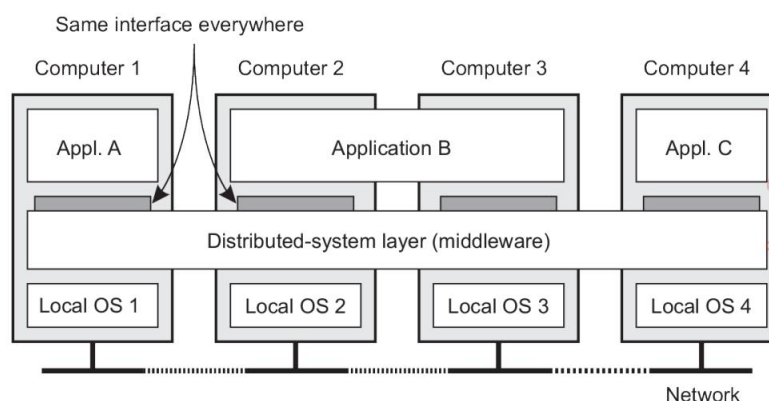 Same interface everywhere
Computer 1 Computer 2 Computer 3 Computer 4
Appl. A Application B Appl. C
Distributed-system layer (middleware)
Local OS 1 Local OS 2 Local OS 3 Local OS 4
Network